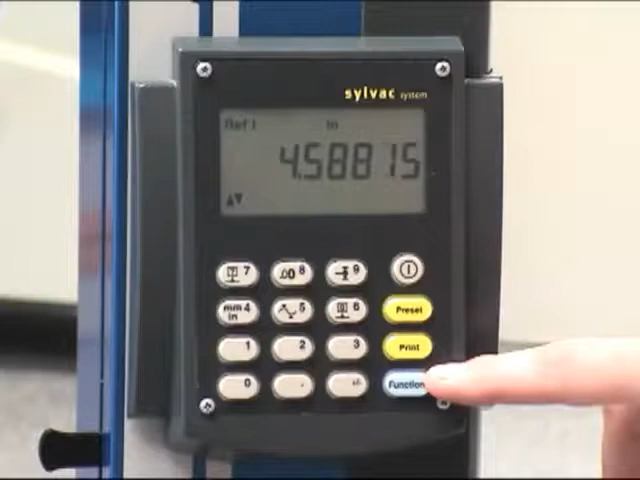 sylvac system
Ref 1 in
4.58815
7 .00 8 9
mm in 4 5 6 Preset
1 2 3 Print
0 . +/- Function